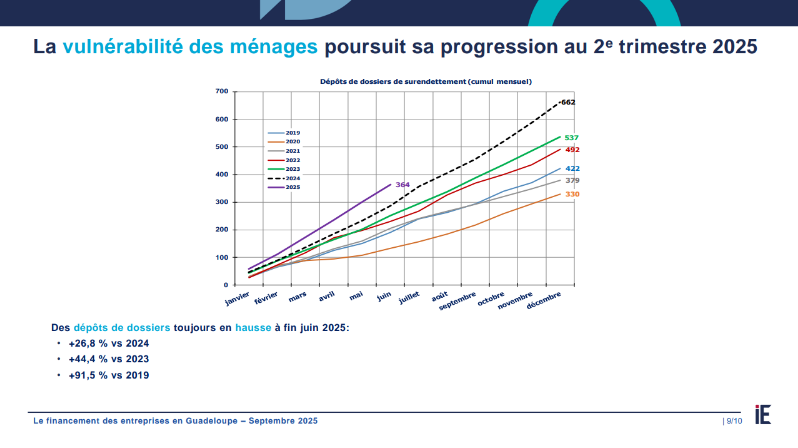 La vulnérabilité des ménages poursuit sa progression au 2e trimestre 2025
Dépôts de dossiers de surendettement (cumul mensuel)
700
600
500
400
300
200
100
0
2019
2020
2021
2022
2023
2024
2025
364
662
537
492
422
379
330
janvier
février
mars
avril
mai
juin
juillet
août
septembre
octobre
novembre
décembre
Des dépôts de dossiers toujours en hausse à fin juin 2025:
• +26,8 % vs 2024
• +44,4 % vs 2023
• +91,5 % vs 2019
Le financement des entreprises en Guadeloupe – Septembre 2025
| 9/10
iE